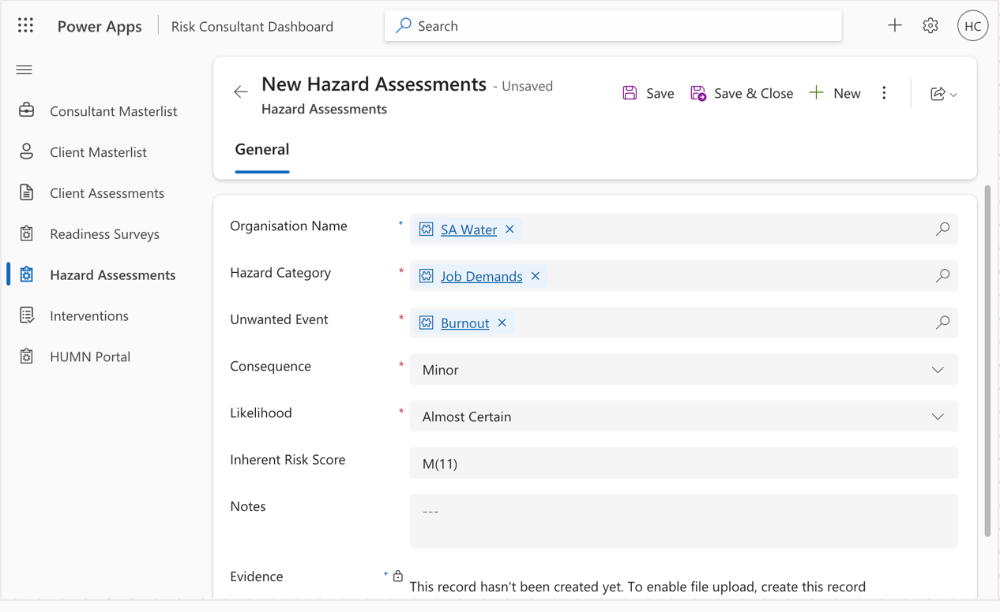 Power Apps
Risk Consultant Dashboard
Search
HC
New Hazard Assessments - Unsaved
Hazard Assessments
Save
Save & Close
New
General
Consultant Masterlist
Client Masterlist
Client Assessments
Readiness Surveys
Hazard Assessments
Interventions
HUMN Portal
Organisation Name + SA Water
Hazard Category * Job Demands
Unwanted Event * Burnout
Consequence * Minor
Likelihood * Almost Certain
Inherent Risk Score M(11)
Notes ---
Evidence + This record hasn't been created yet. To enable file upload, create this record